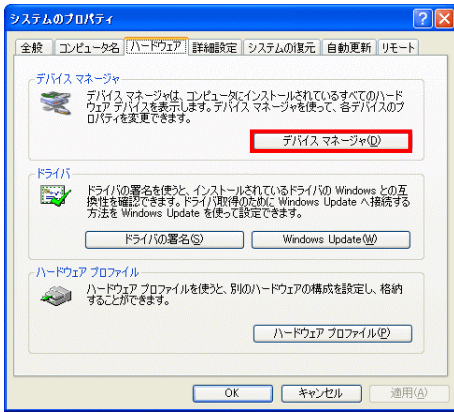 システムのプロパティ
全般 コンピュータ名 ハードウェア 詳細設定 システムの復元 自動更新 リモート
デバイス マネージャ
デバイス マネージャは、コンピュータにインストールされているすべてのハード
ウェア デバイスを表示します。デバイス マネージャを使って、各デバイスのプ
ロパティを変更できます。
デバイス マネージャ(D)
ドライバ
ドライバの署名を使うと、インストールされているドライバの Windows との互
換性を確認できます。ドライバ取得のために Windows Update へ接続する
方法を Windows Update を使って設定できます。
ドライバの署名(S) Windows Update(W)
ハードウェア プロファイル
ハードウェア プロファイルを使うと、別のハードウェアの構成を設定し、格納
することができます。
ハードウェア プロファイル(P)
OK キャンセル 適用(A)